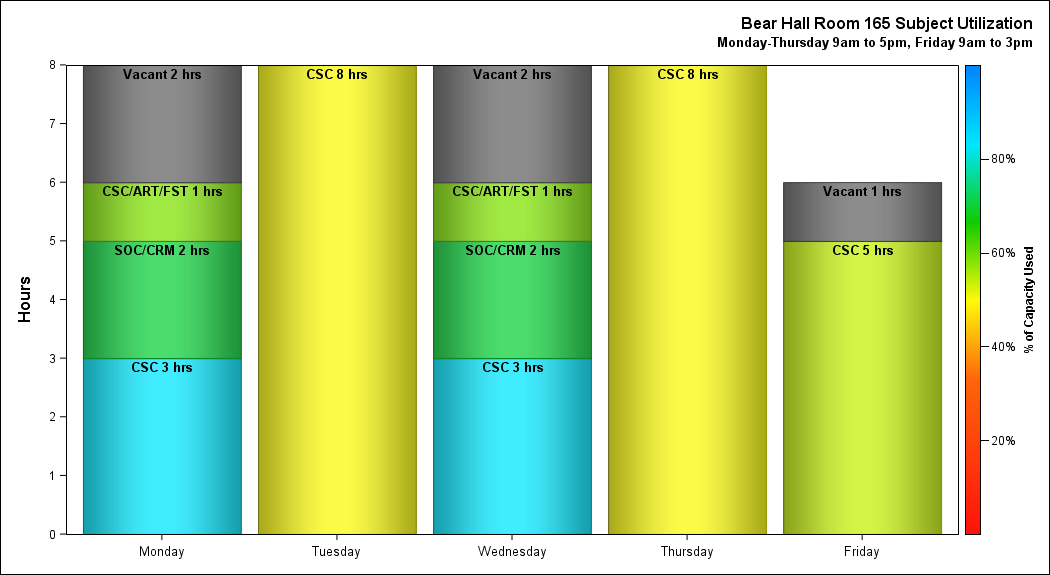 Bear Hall Room 165 Subject Utilization
Monday-Thursday 9am to 5pm, Friday 9am to 3pm
Hours
8
7
6
5
4
3
2
1
0
Vacant 2 hrs
CSC/ART/FST 1 hrs
SOC/CRM 2 hrs
CSC 3 hrs
CSC 8 hrs
Vacant 2 hrs
CSC/ART/FST 1 hrs
SOC/CRM 2 hrs
CSC 3 hrs
CSC 8 hrs
Vacant 1 hrs
CSC 5 hrs
Monday
Tuesday
Wednesday
Thursday
Friday
80%
60%
40%
20%
% of Capacity Used